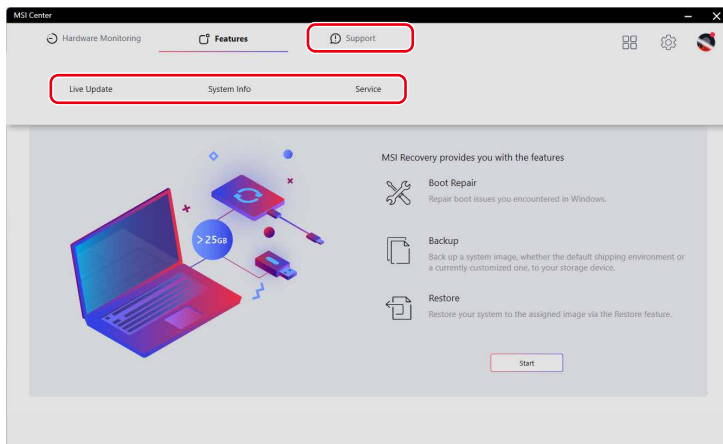 MSI Center
Hardware Monitoring
Features
Support
Live Update
System Info
Service
MSI Recovery provides you with the features
Boot Repair
Repair boot issues you encountered in Windows.
>25GB
Backup
Back up a system image, whether the default shipping environment or
a currently customized one, to your storage device.
Restore
Restore your system to the assigned image via the Restore feature.
Start